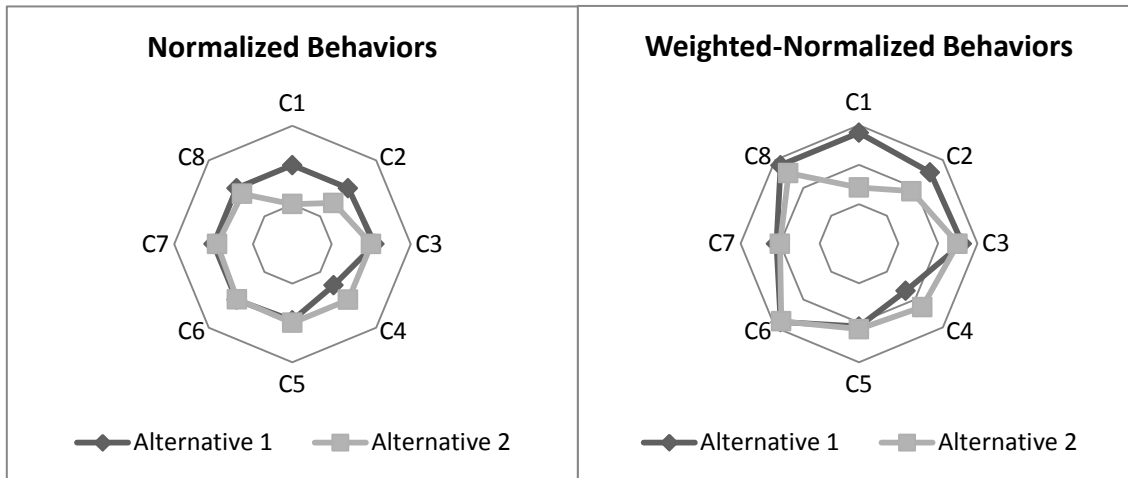 Normalized Behaviors
C1
C8 C2
C7 C3
C6 C4
C5
Alternative 1 Alternative 2
Weighted-Normalized Behaviors
C1
C8 C2
C7 C3
C6 C4
C5
Alternative 1 Alternative 2